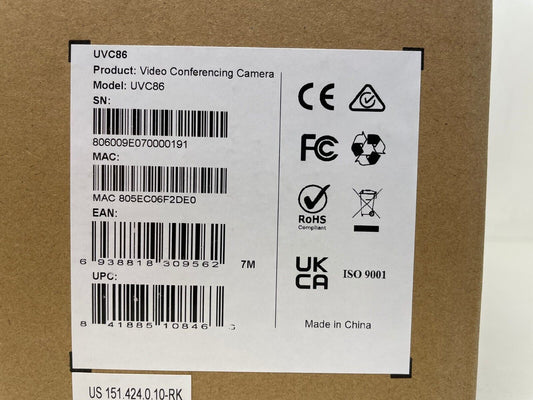 UVC86
Product: Video Conferencing Camera
Model: UVC86
SN:
806009E070000191
MAC:
MAC 805EC06F2DE0
EAN:
6 938818 309562 7M
UPC:
8 41885 10846
CE
FC
RoHS
Compliant
UK
CA
ISO 9001
Made in China
US 151.424.0.10-RK